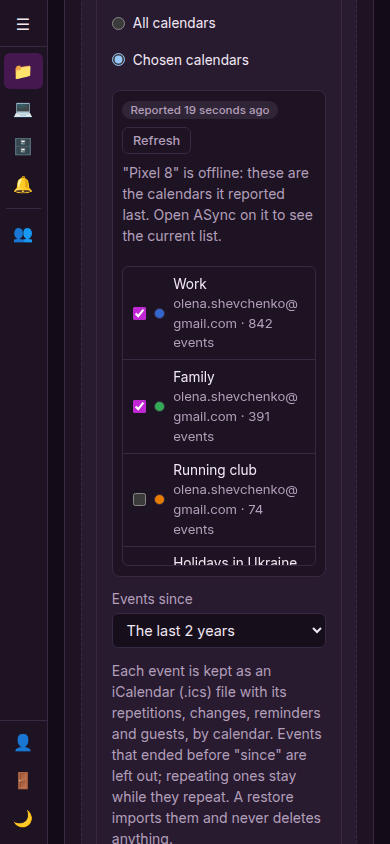 All calendars
Chosen calendars
Reported 19 seconds ago
Refresh
"Pixel 8" is offline: these are
the calendars it reported
last. Open ASync on it to see
the current list.
Work
olena.shevchenko@
gmail.com · 842
events
Family
olena.shevchenko@
gmail.com · 391
events
Running club
olena.shevchenko@
gmail.com · 74
events
Holidays in Ukraine
Events since
The last 2 years
Each event is kept as an
iCalendar (.ics) file with its
repetitions, changes, reminders
and guests, by calendar. Events
that ended before "since" are
left out; repeating ones stay
while they repeat. A restore
imports them and never deletes
anything.